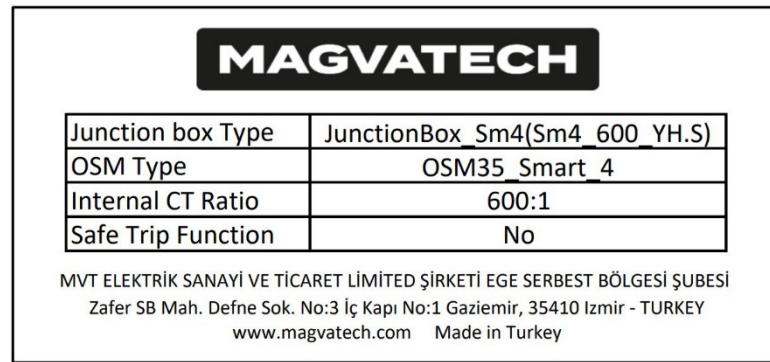 MAGVATECH
Junction box Type JunctionBox_Sm4(Sm4_600_YH.S)
OSM Type OSM35_Smart_4
Internal CT Ratio 600:1
Safe Trip Function No
MVT ELEKTRİK SANAYİ VE TİCARET LİMİTED ŞİRKETİ EGE SERBEST BÖLGESİ ŞUBESİ
Zafer SB Mah. Defne Sok. No:3 İç Kapı No:1 Gaziemir, 35410 Izmir - TURKEY
www.magvatech.com Made in Turkey